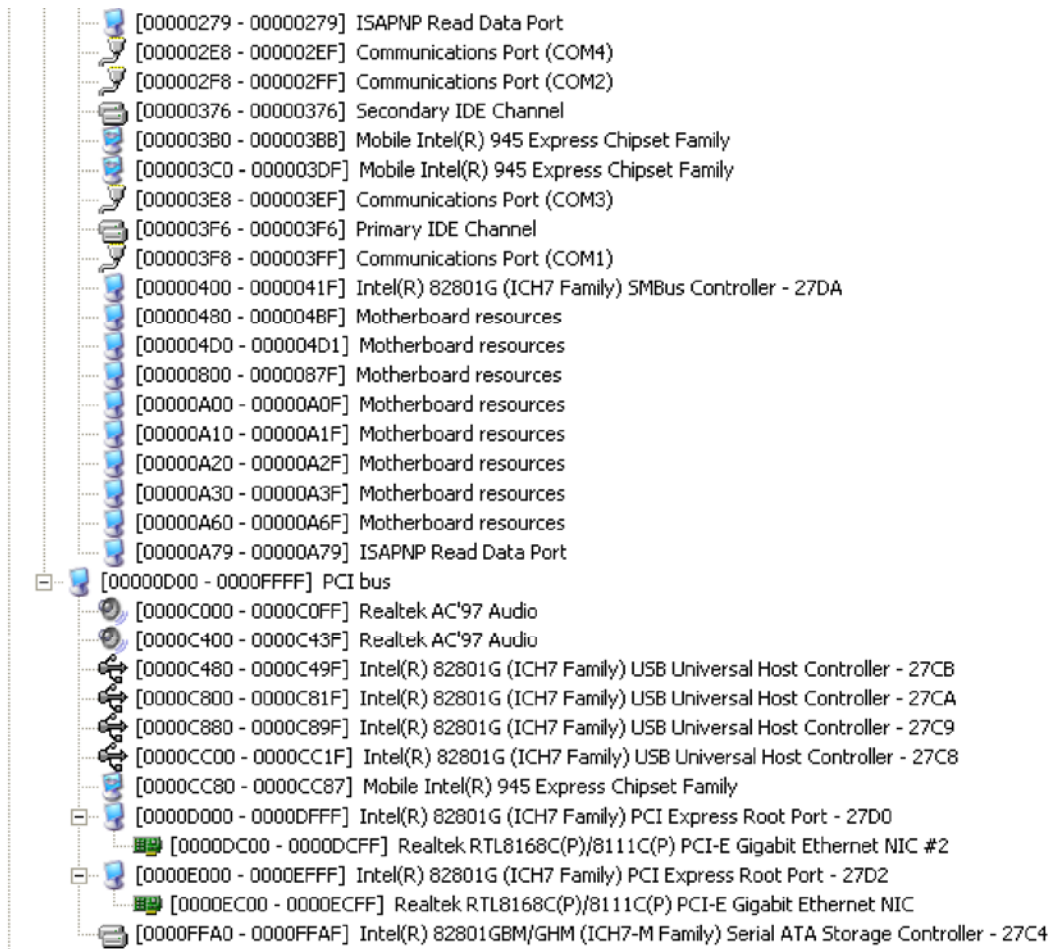 [00000279 - 00000279] ISAPNP Read Data Port
[000002E8 - 000002EF] Communications Port (COM4)
[000002F8 - 000002FF] Communications Port (COM2)
[00000376 - 00000376] Secondary IDE Channel
[000003B0 - 000003BB] Mobile Intel(R) 945 Express Chipset Family
[000003C0 - 000003DF] Mobile Intel(R) 945 Express Chipset Family
[000003E8 - 000003EF] Communications Port (COM3)
[000003F6 - 000003F6] Primary IDE Channel
[000003F8 - 000003FF] Communications Port (COM1)
[00000400 - 0000041F] Intel(R) 82801G (ICH7 Family) SMBus Controller - 27DA
[00000480 - 000004BF] Motherboard resources
[000004D0 - 000004D1] Motherboard resources
[00000800 - 0000087F] Motherboard resources
[00000A00 - 00000A0F] Motherboard resources
[00000A10 - 00000A1F] Motherboard resources
[00000A20 - 00000A2F] Motherboard resources
[00000A30 - 00000A3F] Motherboard resources
[00000A60 - 00000A6F] Motherboard resources
[00000A79 - 00000A79] ISAPNP Read Data Port
[00000D00 - 0000FFFF] PCI bus
[0000C000 - 0000C0FF] Realtek AC'97 Audio
[0000C400 - 0000C43F] Realtek AC'97 Audio
[0000C480 - 0000C49F] Intel(R) 82801G (ICH7 Family) USB Universal Host Controller - 27CB
[0000C800 - 0000C81F] Intel(R) 82801G (ICH7 Family) USB Universal Host Controller - 27CA
[0000C880 - 0000C89F] Intel(R) 82801G (ICH7 Family) USB Universal Host Controller - 27C9
[0000CC00 - 0000CC1F] Intel(R) 82801G (ICH7 Family) USB Universal Host Controller - 27C8
[0000CC80 - 0000CC87] Mobile Intel(R) 945 Express Chipset Family
[0000D000 - 0000DFFF] Intel(R) 82801G (ICH7 Family) PCI Express Root Port - 27D0
[0000DC00 - 0000DCFF] Realtek RTL8168C(P)/8111C(P) PCI-E Gigabit Ethernet NIC #2
[0000E000 - 0000EFFF] Intel(R) 82801G (ICH7 Family) PCI Express Root Port - 27D2
[0000EC00 - 0000ECFF] Realtek RTL8168C(P)/8111C(P) PCI-E Gigabit Ethernet NIC
[0000FFA0 - 0000FFAF] Intel(R) 82801GBM/GHM (ICH7-M Family) Serial ATA Storage Controller - 27C4